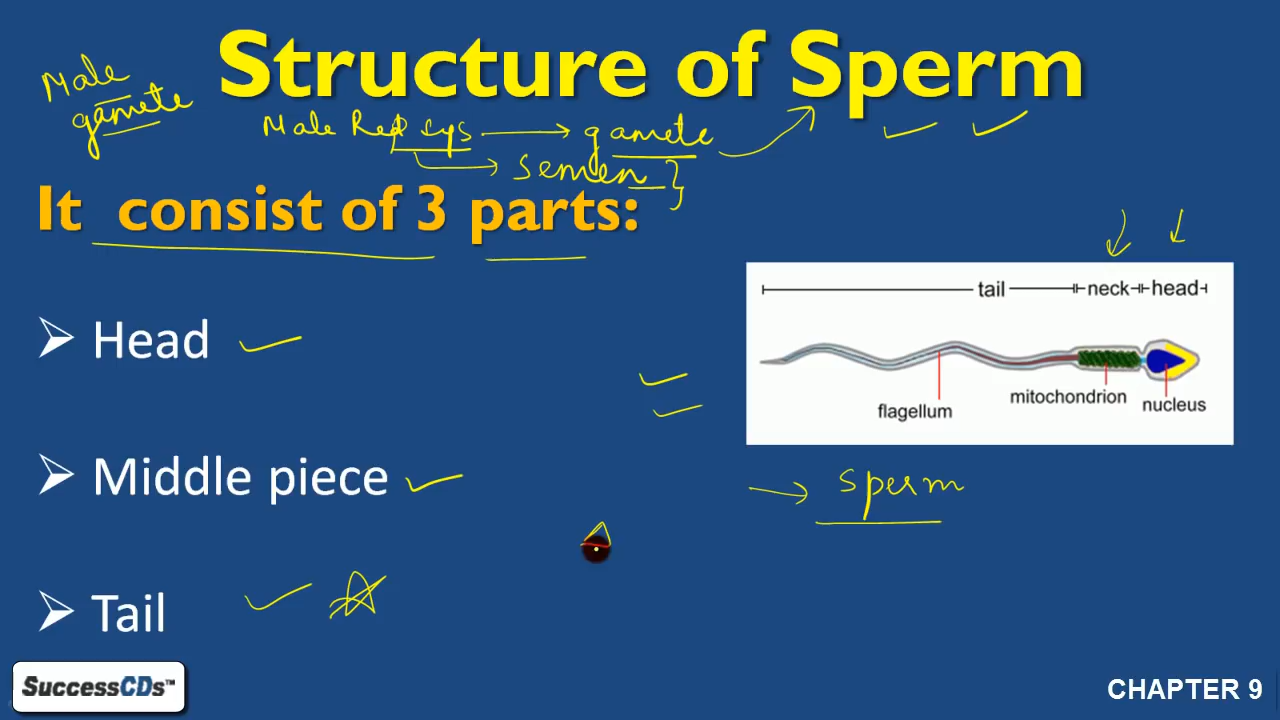 Structure of Sperm
Male
gamete
Male Rep sys → gamete
→ semen }
It consist of 3 parts:
➢ Head
➢ Middle piece
➢ Tail
tail neck head
flagellum mitochondrion nucleus
→ sperm
SuccessCDs™
CHAPTER 9